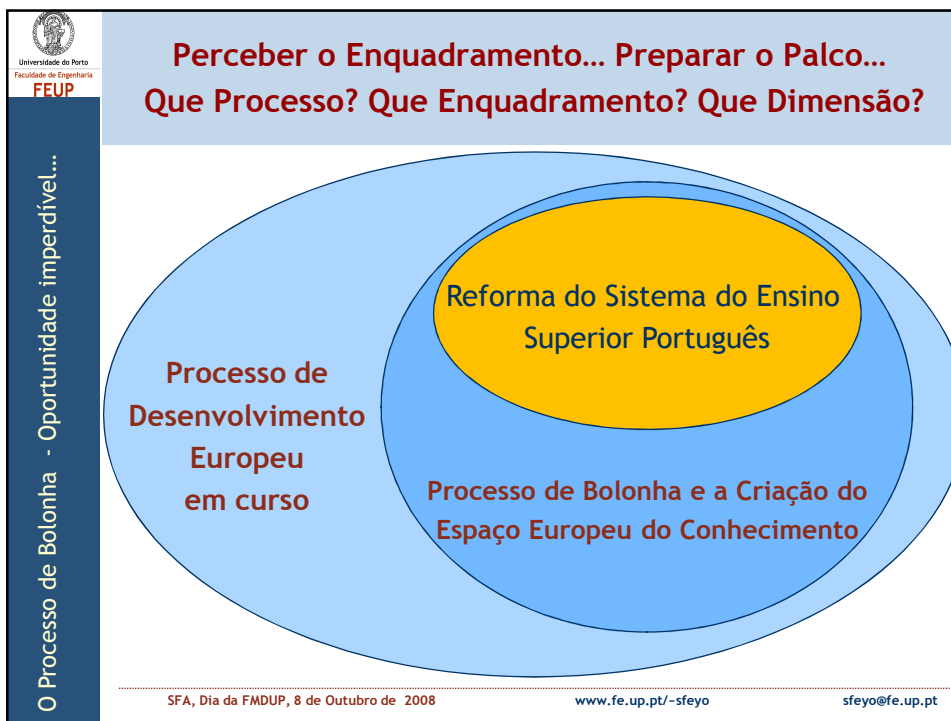 Universidade do Porto
Faculdade de Engenharia
FEUP
Perceber o Enquadramento… Preparar o Palco…
Que Processo? Que Enquadramento? Que Dimensão?
O Processo de Bolonha - Oportunidade imperdível…
Reforma do Sistema do Ensino
Superior Português
Processo de
Desenvolvimento
Europeu
em curso
Processo de Bolonha e a Criação do
Espaço Europeu do Conhecimento
SFA, Dia da FMDUP, 8 de Outubro de 2008
www.fe.up.pt/~sfeyo
sfeyo@fe.up.pt